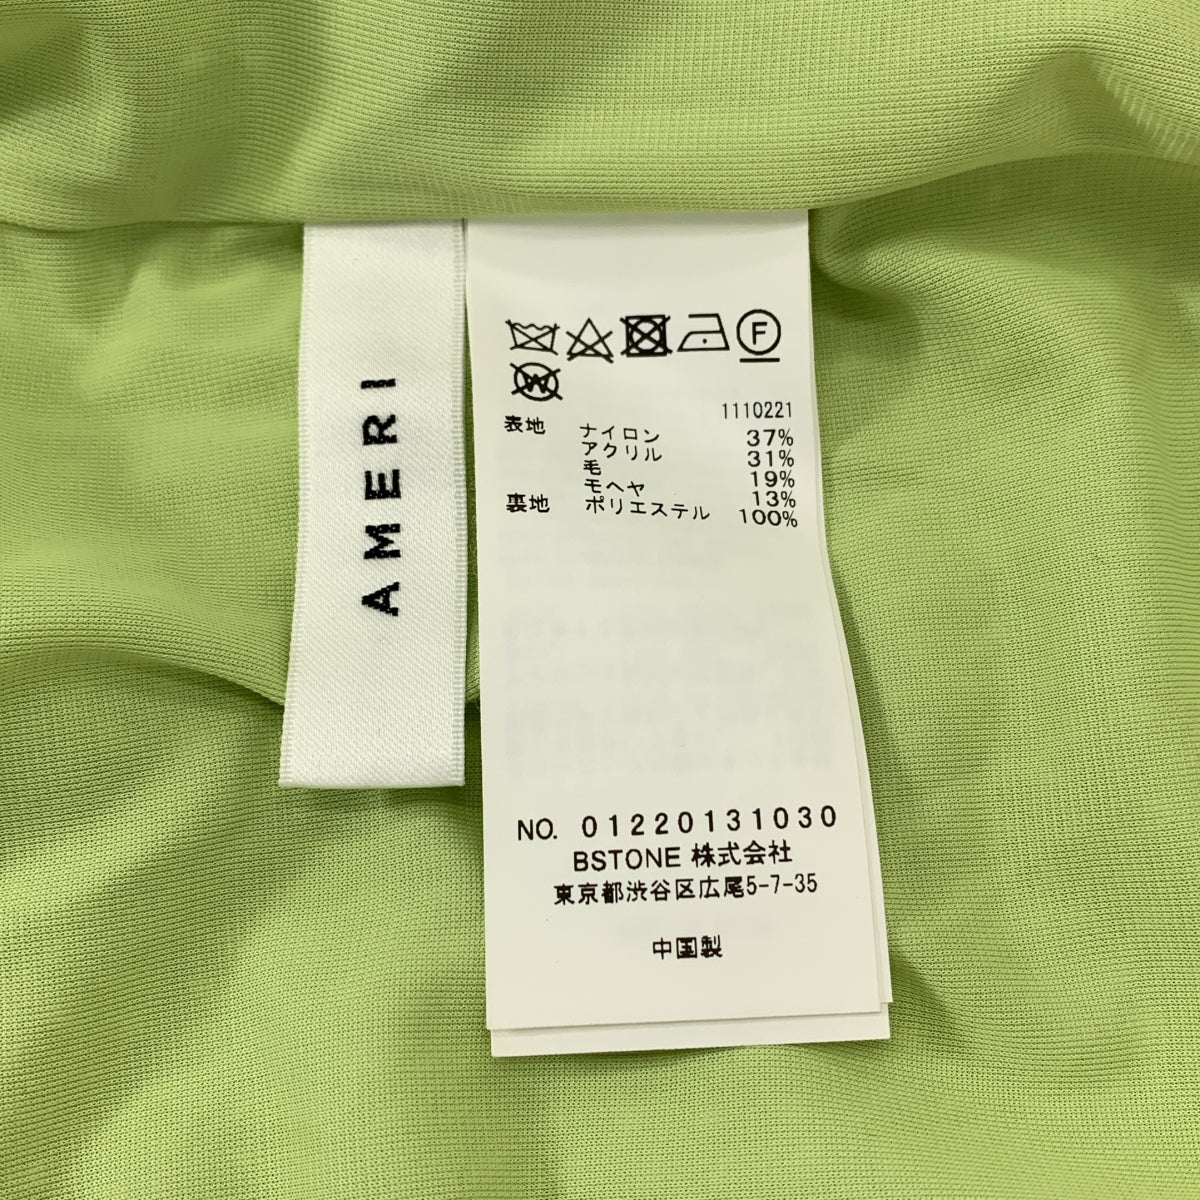 AMERI
F
W
1110221
表地 ナイロン 37%
アクリル 31%
毛 19%
モヘヤ 13%
裏地 ポリエステル 100%
NO. 01220131030
BSTONE 株式会社
東京都渋谷区広尾5-7-35
中国製